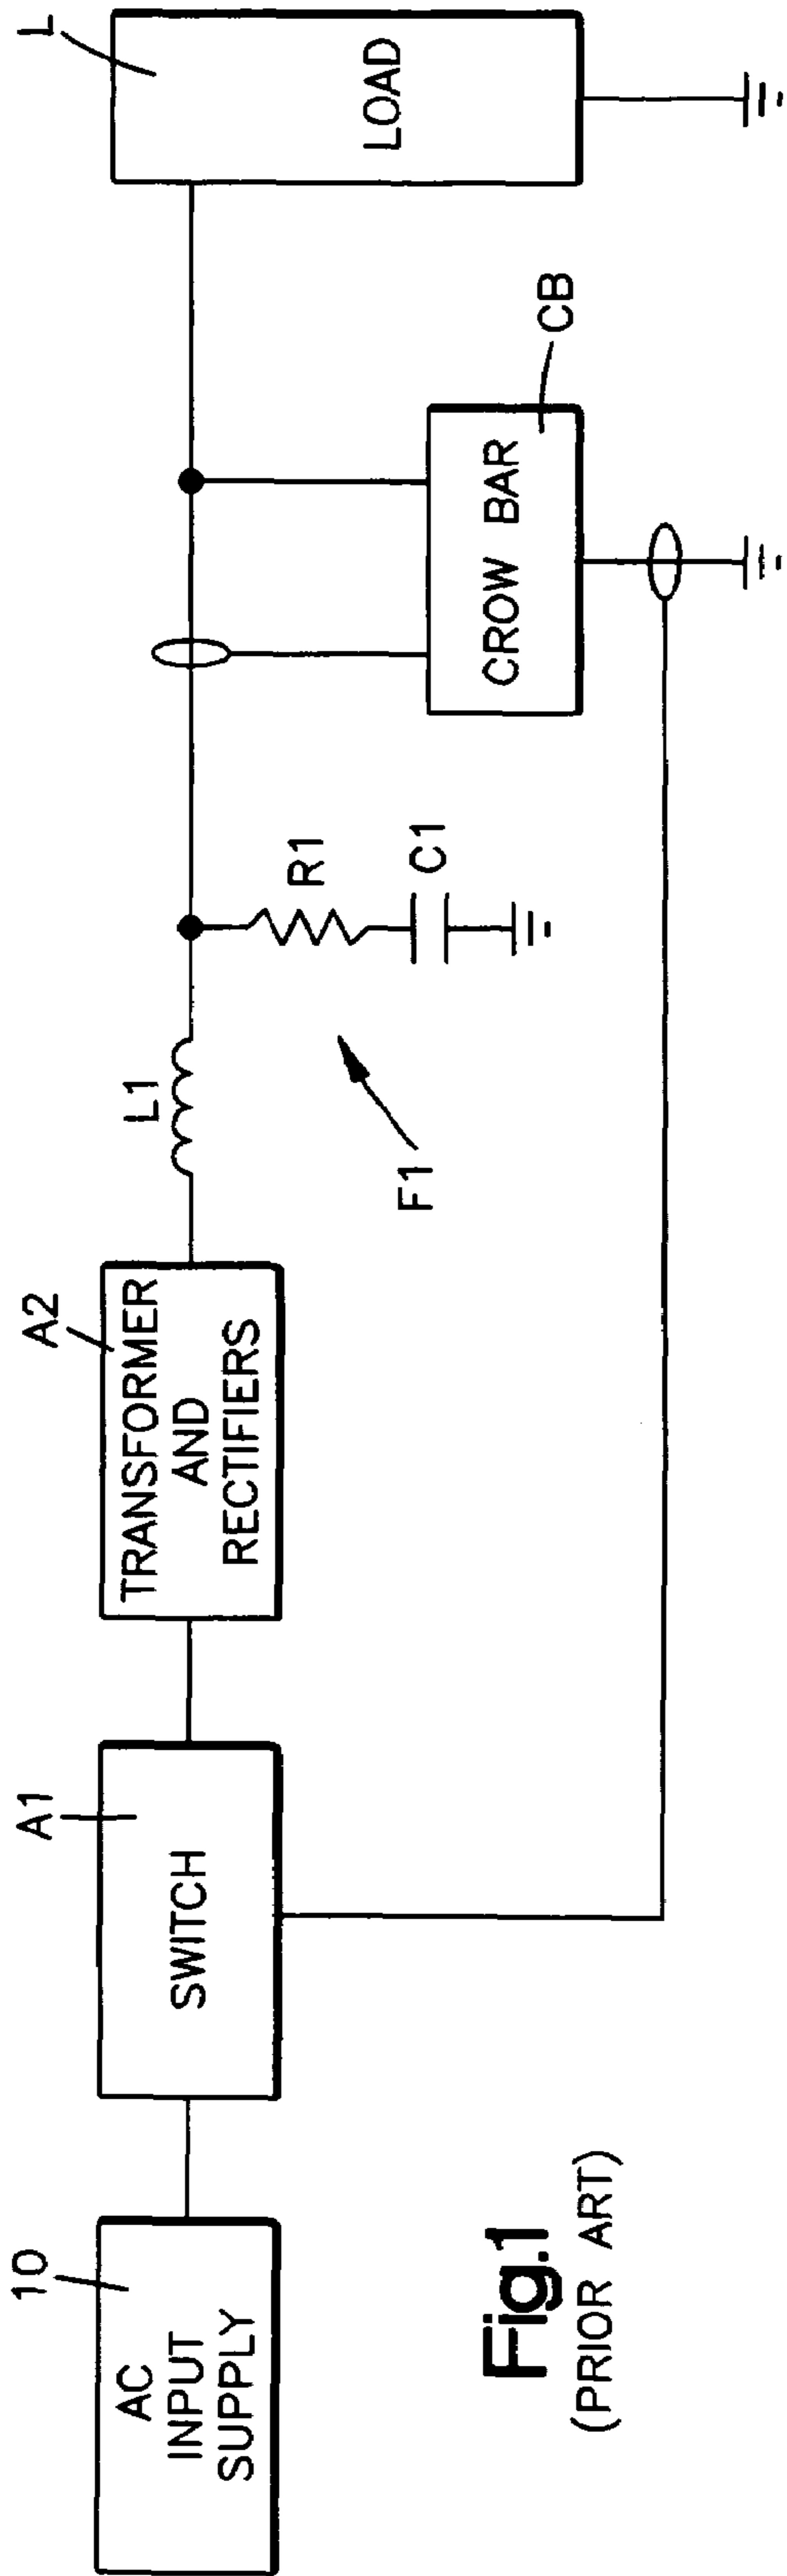 10
AC
INPUT
SUPPLY
A1
SWITCH
A2
TRANSFORMER
AND
RECTIFIERS
L1
R1
C1
F1
CROW BAR
CB
L
LOAD
Fig.1
(PRIOR ART)